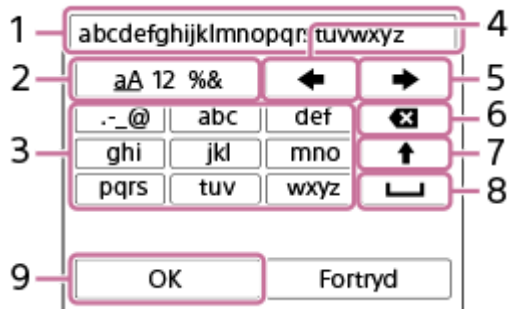 1 abcdefghijklmnopqrstuvwxyz 4
2 aA 12 %& 5
.-_@ abc def 6
3 ghi jkl mno 7
pqrs tuv wxyz 8
9 OK Fortryd